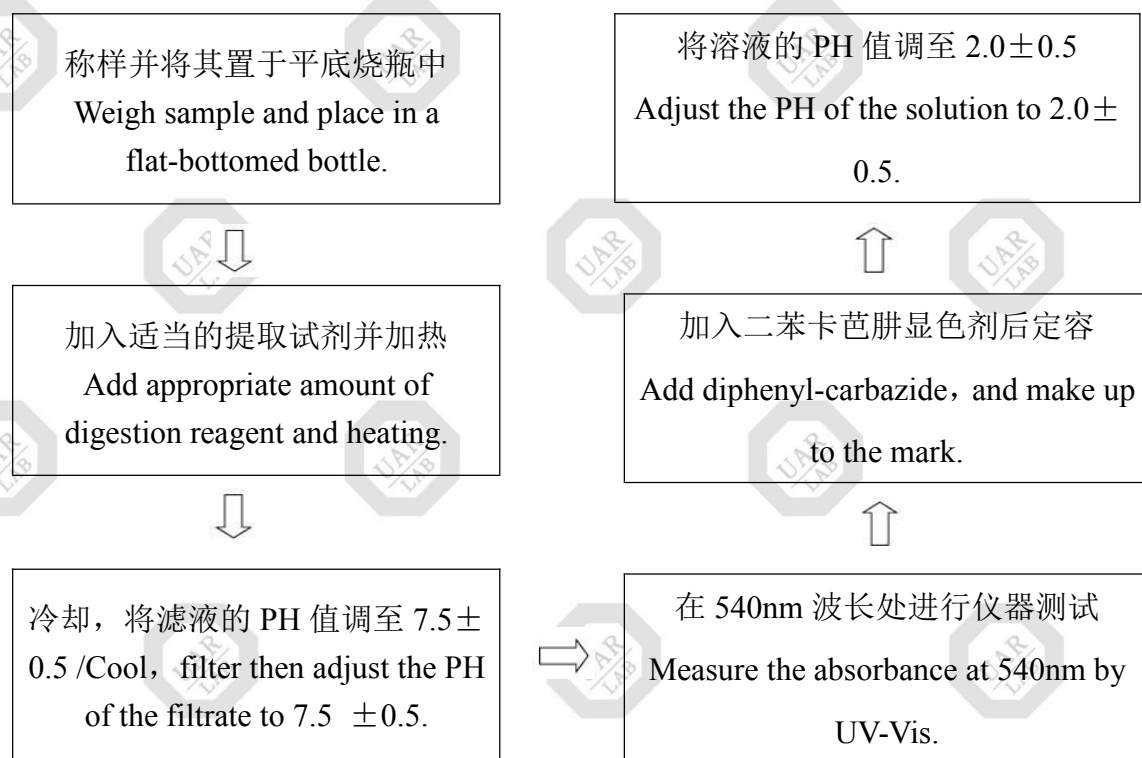 称样并将其置于平底烧瓶中
Weigh sample and place in a
flat-bottomed bottle.
加入适当的提取试剂并加热
Add appropriate amount of
digestion reagent and heating.
冷却，将滤液的 PH 值调至 7.5±
0.5 /Cool，filter then adjust the PH
of the filtrate to 7.5 ±0.5.
在 540nm 波长处进行仪器测试
Measure the absorbance at 540nm by
UV-Vis.
加入二苯卡芭肼显色剂后定容
Add diphenyl-carbazide，and make up
to the mark.
将溶液的 PH 值调至 2.0±0.5
Adjust the PH of the solution to 2.0±
0.5.
UAR
LAB